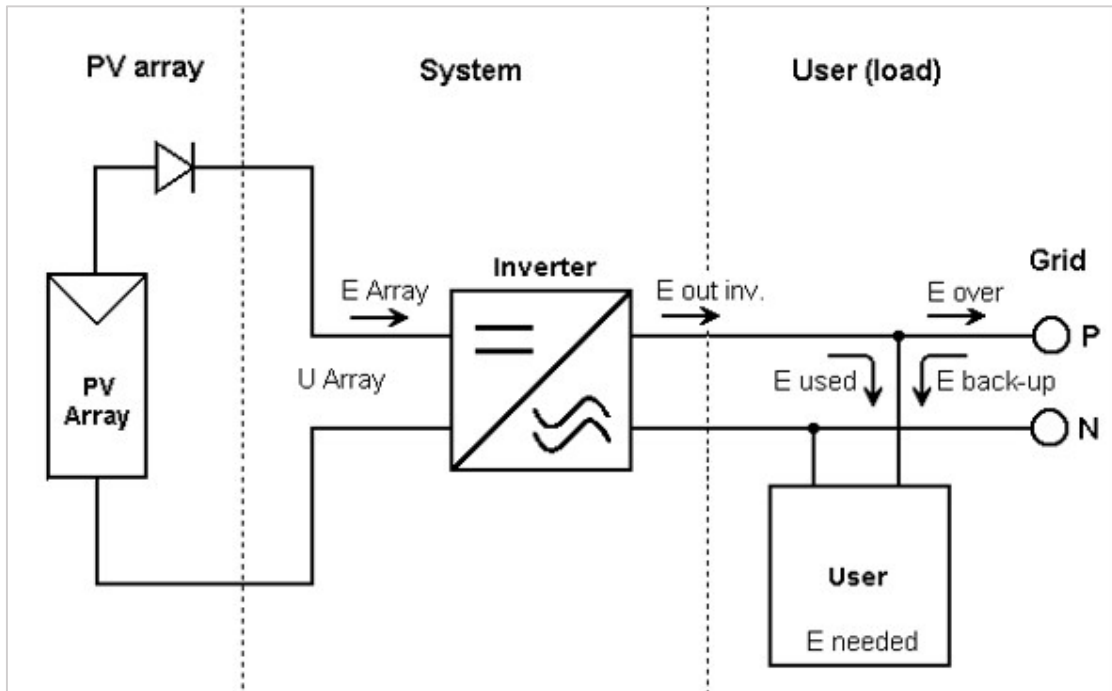 PV array
System
User (load)
Inverter
Grid
E Array
E out inv.
E over
P
U Array
E used
E back-up
PV
Array
N
User
E needed